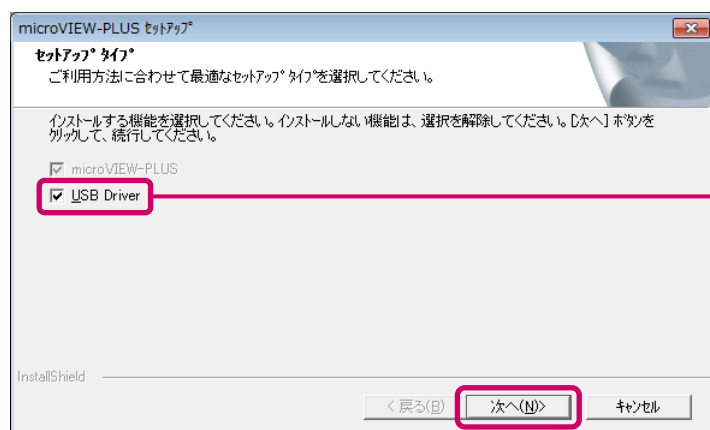 microVIEW-PLUS ｾｯﾄｱｯﾌﾟ
ｾｯﾄｱｯﾌﾟ ﾀｲﾌﾟ
ご利用方法に合わせて最適なｾｯﾄｱｯﾌﾟ ﾀｲﾌﾟを選択してください。
ｲﾝｽﾄｰﾙする機能を選択してください。ｲﾝｽﾄｰﾙしない機能は、選択を解除してください。[次へ] ﾎﾞﾀﾝを
ｸﾘｯｸして、続行してください。
microVIEW-PLUS
USB Driver
InstallShield
< 戻る(B)
次へ(N)>
ｷｬﾝｾﾙ